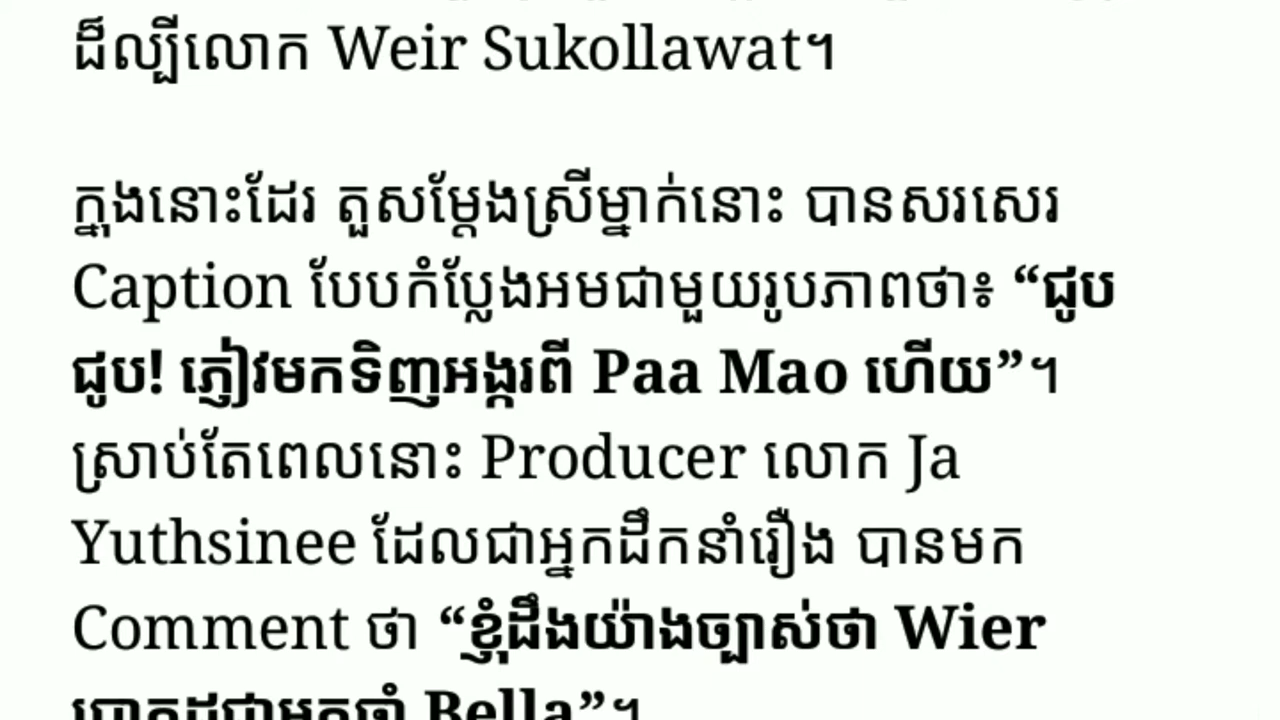 ដ៏ល្បីលោក Weir Sukollawat។
ក្នុងនោះដែរ តួសម្ដែងស្រីម្នាក់នោះ បានសរសេរ
Caption បែបកំប្លែងអមជាមួយរូបភាពថា៖ “ជូប
ជូប! ភ្ញៀវមកទិញអង្ករពី Paa Mao ហើយ”។
ស្រាប់តែពេលនោះ Producer លោក Ja
Yuthsinee ដែលជាអ្នកដឹកនាំរឿង បានមក
Comment ថា “ខ្ញុំដឹងយ៉ាងច្បាស់ថា Wier
Bella”។